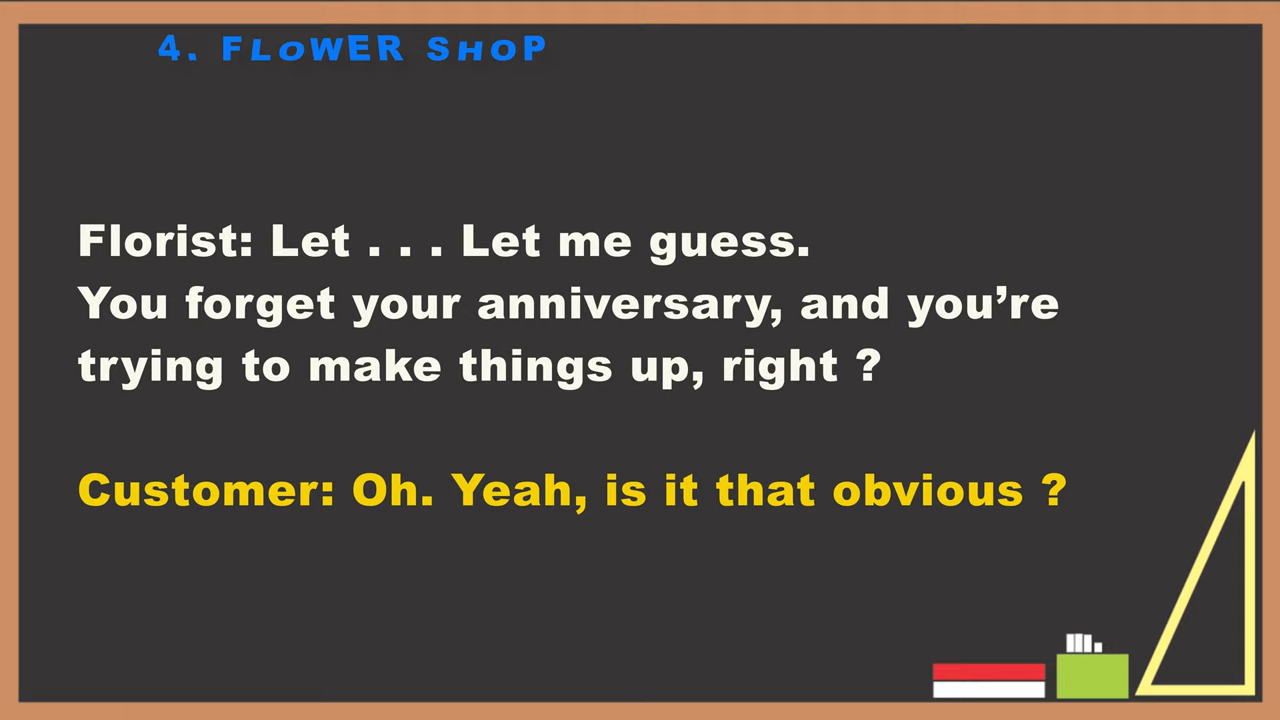 4. FLOWER SHOP
Florist: Let . . . Let me guess.
You forget your anniversary, and you’re
trying to make things up, right ?
Customer: Oh. Yeah, is it that obvious ?